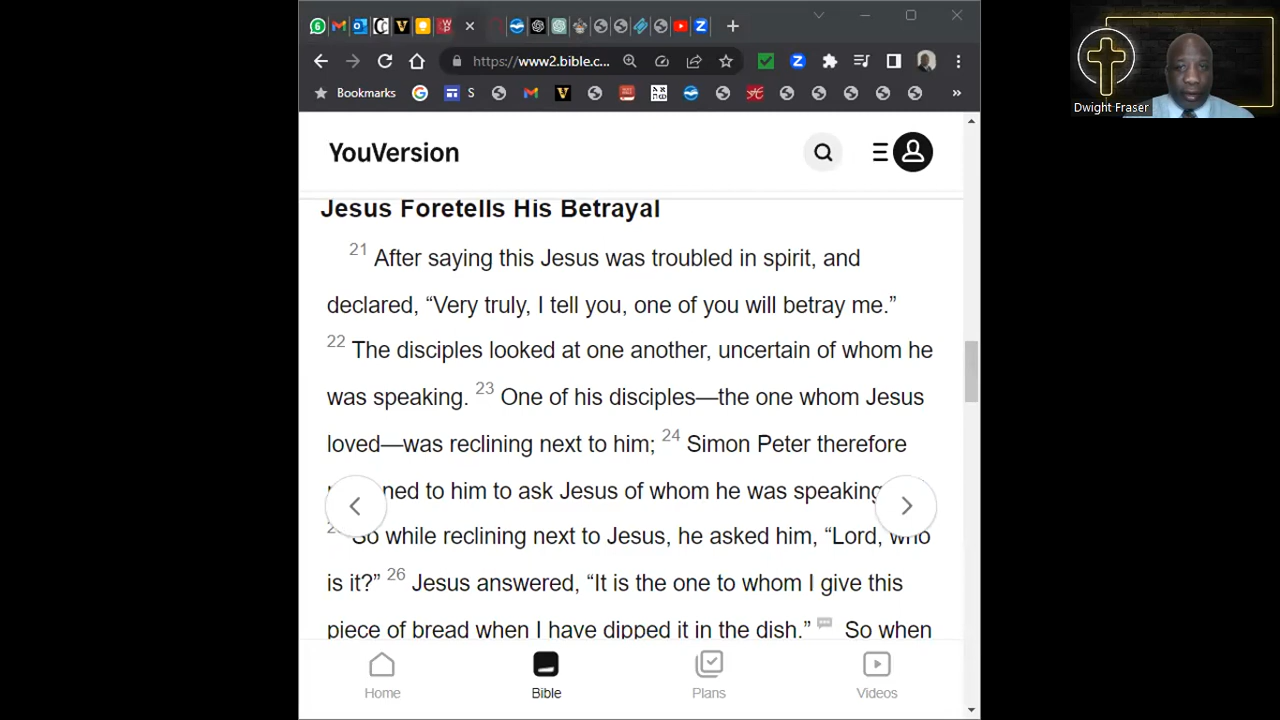 6
https://www2.bible.c...
Bookmarks
S
»
YouVersion
Jesus Foretells His Betrayal
21 After saying this Jesus was troubled in spirit, and
declared, “Very truly, I tell you, one of you will betray me.”
22 The disciples looked at one another, uncertain of whom he
was speaking. 23 One of his disciples—the one whom Jesus
loved—was reclining next to him; 24 Simon Peter therefore
ned to him to ask Jesus of whom he was speaking
So while reclining next to Jesus, he asked him, “Lord, who
is it?” 26 Jesus answered, “It is the one to whom I give this
piece of bread when I have dipped it in the dish.” So when
Home
Bible
Plans
Videos
Dwight Fraser